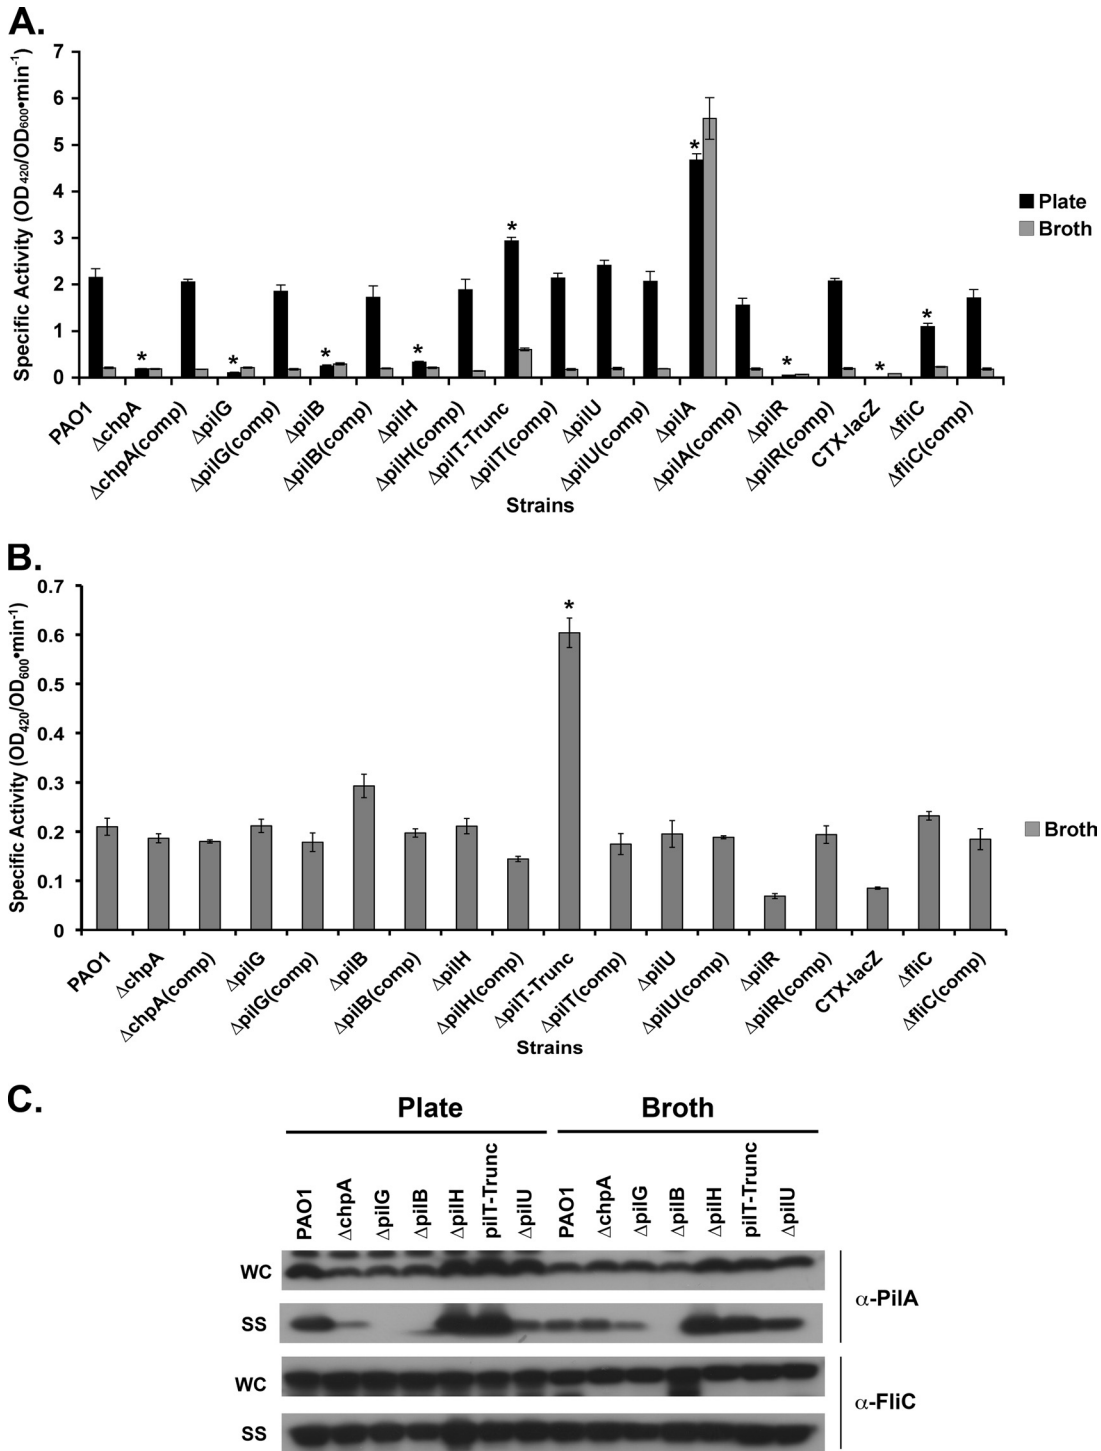 A.
Specific Activity (OD420/OD600•min-1)
7
6
5
4
3
2
1
0
* * * * * * * * *
Plate
Broth
PAO1
ΔchpA
ΔchpA(comp)
ΔpilG
ΔpilG(comp)
ΔpilB
ΔpilB(comp)
ΔpilH
ΔpilH(comp)
ΔpilT-Trunc
ΔpilT(comp)
ΔpilU
ΔpilU(comp)
ΔpilA
ΔpilA(comp)
ΔpilR
ΔpilR(comp)
CTX-lacZ
ΔfliC
ΔfliC(comp)
Strains
B.
Specific Activity (OD420/OD600•min-1)
0.7
0.6
0.5
0.4
0.3
0.2
0.1
0
*
Broth
PAO1
ΔchpA
ΔchpA(comp)
ΔpilG
ΔpilG(comp)
ΔpilB
ΔpilB(comp)
ΔpilH
ΔpilH(comp)
ΔpilT-Trunc
ΔpilT(comp)
ΔpilU
ΔpilU(comp)
ΔpilR
ΔpilR(comp)
CTX-lacZ
ΔfliC
ΔfliC(comp)
Strains
C.
Plate Broth
PAO1
ΔchpA
ΔpilG
ΔpilB
ΔpilH
pilT-Trunc
ΔpilU
PAO1
ΔchpA
ΔpilG
ΔpilB
ΔpilH
pilT-Trunc
ΔpilU
WC
SS
α-PilA
WC
SS
α-FliC